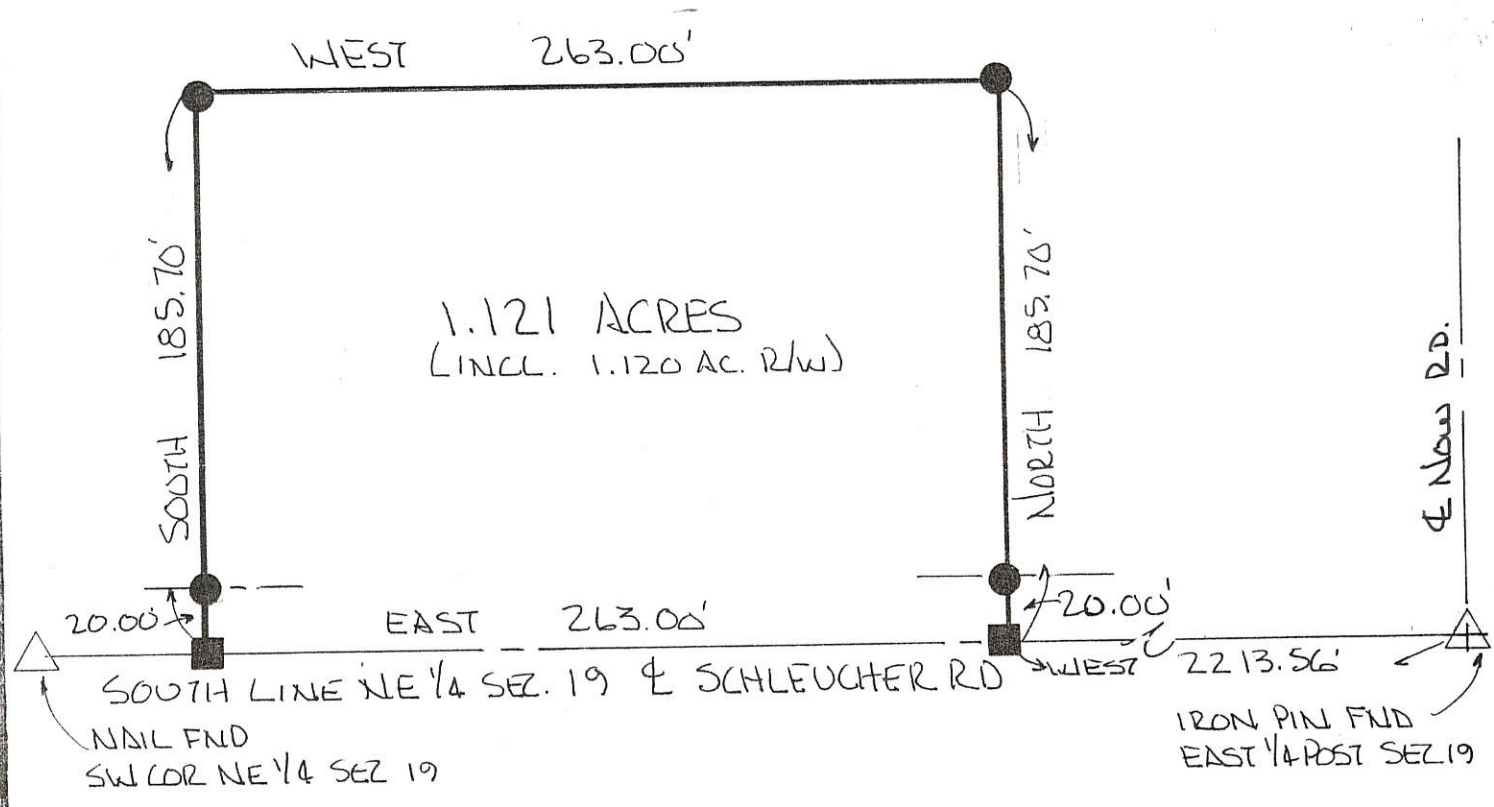 WEST 263.00'
SOUTH 185.70'
1.121 ACRES
(INCL. 1.120 AC. R/W)
NORTH 185.70'
℄ NOW RD.
20.00'
EAST 263.00'
20.00'
WEST 2213.56'
SOUTH LINE NE 1/4 SEC. 19 ℄ SCHLEUCHER RD
NAIL FND
SW COR NE 1/4 SEC 19
IRON PIN FND
EAST 1/4 POST SEC 19